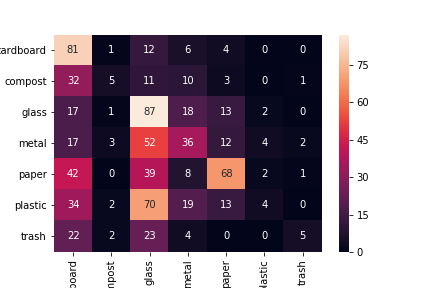 ardboard 81 1 12 6 4 0 0
compost 32 5 11 10 3 0 1
glass 17 1 87 18 13 2 0
metal 17 3 52 36 12 4 2
paper 42 0 39 8 68 2 1
plastic 34 2 70 19 13 4 0
trash 22 2 23 4 0 0 5
board
npost
glass
metal
paper
lastic
trash
75
60
45
30
15
0